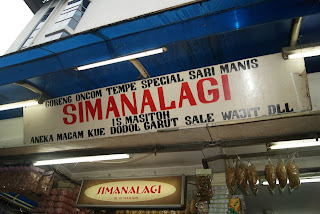 GORENG ONCOM TEMPE SPECIAL SARI MANIS
SIMANALAGI
IS MASITOH
ANEKA MACAM KUE DODOL GARUT SALE WAJIT DLL
SIMANALAGI